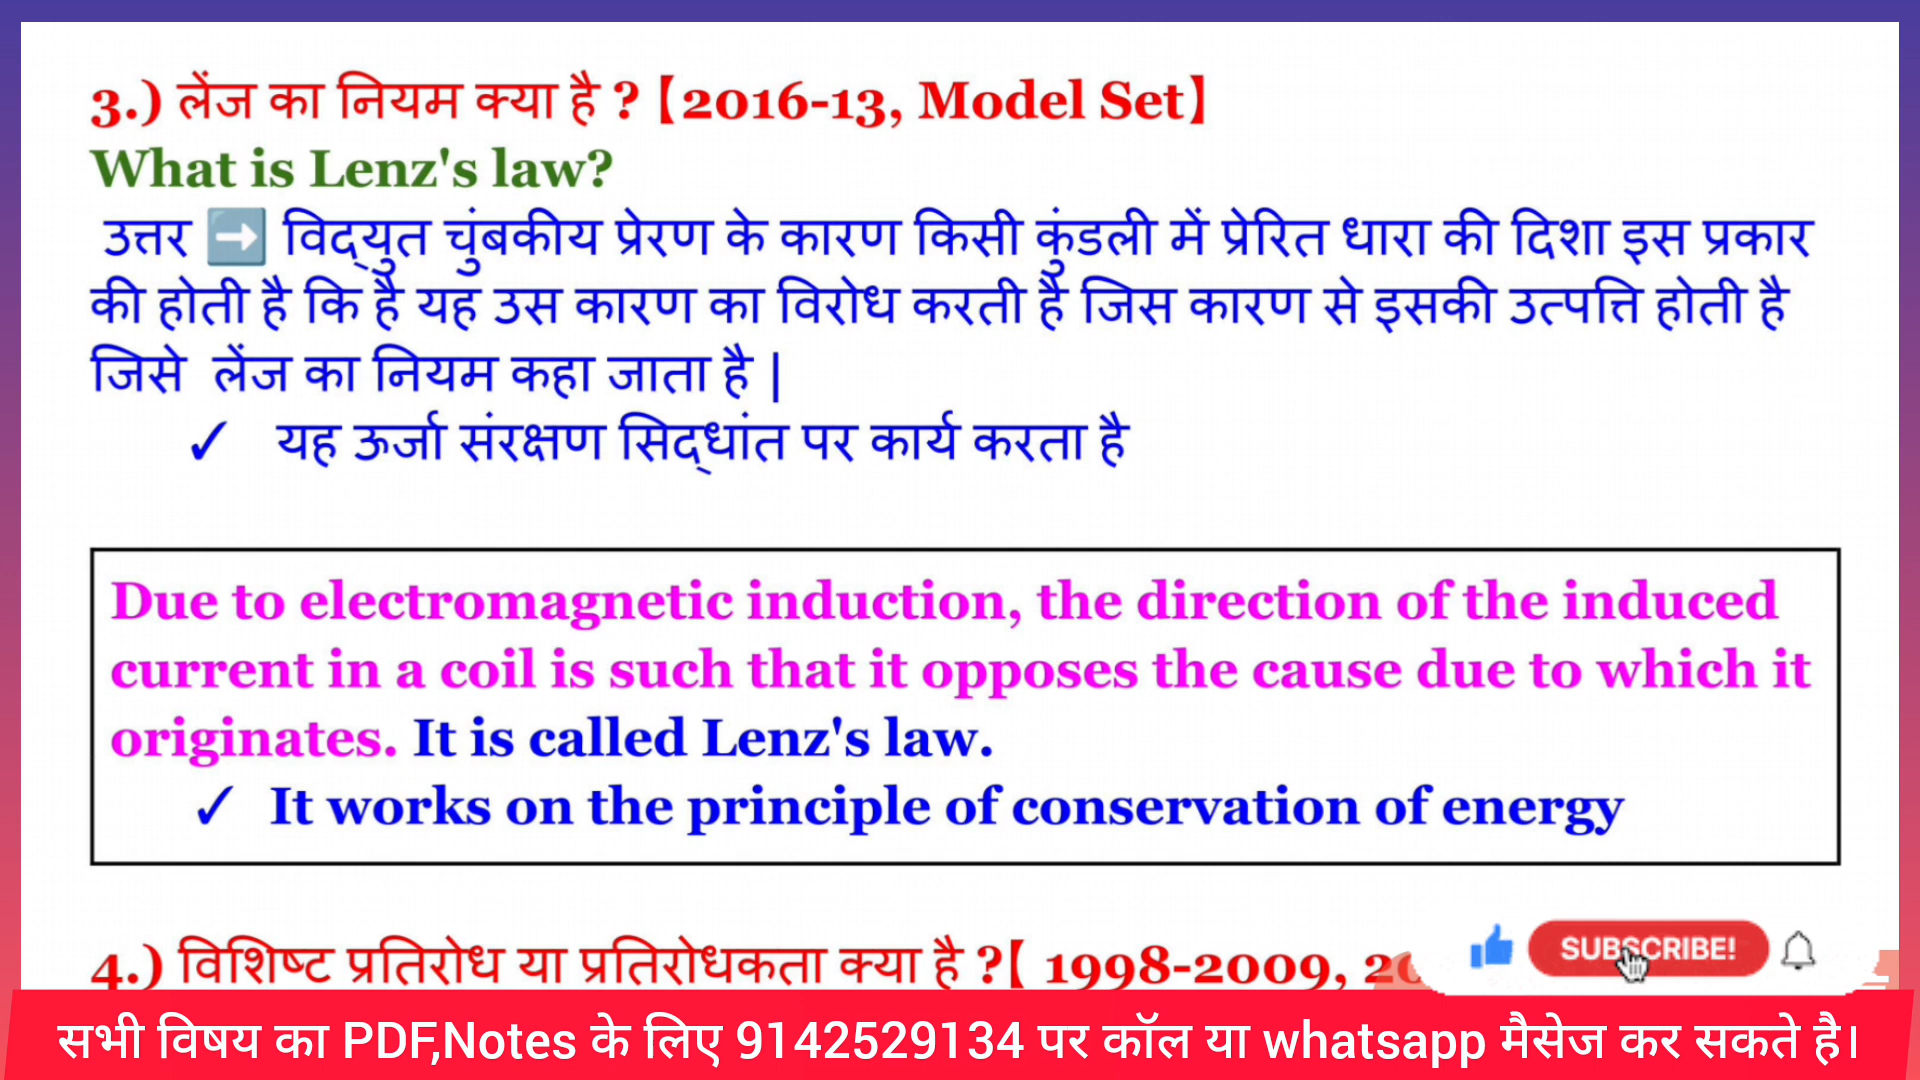 3.) लेंज का नियम क्या है ? 【2016-13, Model Set】
What is Lenz's law?
उत्तर ➡️ विद्‌युत चुंबकीय प्रेरण के कारण किसी कुंडली में प्रेरित धारा की दिशा इस प्रकार
की होती है कि है यह उस कारण का विरोध करती है जिस कारण से इसकी उत्पत्ति होती है
जिसे लेंज का नियम कहा जाता है |
✓ यह ऊर्जा संरक्षण सिद्‌धांत पर कार्य करता है
Due to electromagnetic induction, the direction of the induced
current in a coil is such that it opposes the cause due to which it
originates. It is called Lenz's law.
✓ It works on the principle of conservation of energy
4.) विशिष्ट प्रतिरोध या प्रतिरोधकता क्या है ?【 1998-2009,
SUBSCRIBE!
सभी विषय का PDF,Notes के लिए 9142529134 पर कॉल या whatsapp मैसेज कर सकते है।